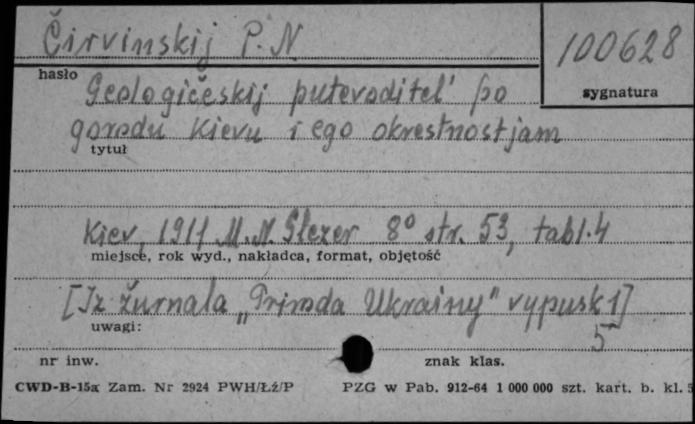 Čirvinskij P. N
100628
hasło
sygnatura
Geologičeskij putevoditel' po
gorodu Kievu i ego okrestnostjam
tytuł
Kiev, 1911 M. N. Glezer 8° str. 53, tabl. 4
miejsce, rok wyd., nakładca, format, objętość
[Iz žurnala „Priroda Ukrainy" vypusk 1]
5
uwagi:
nr inw.
znak klas.
CWD-B-15a Zam. Nr 2924 PWH/Łź/P PZG w Pab. 912-64 1 000 000 szt. kart. b. kl.